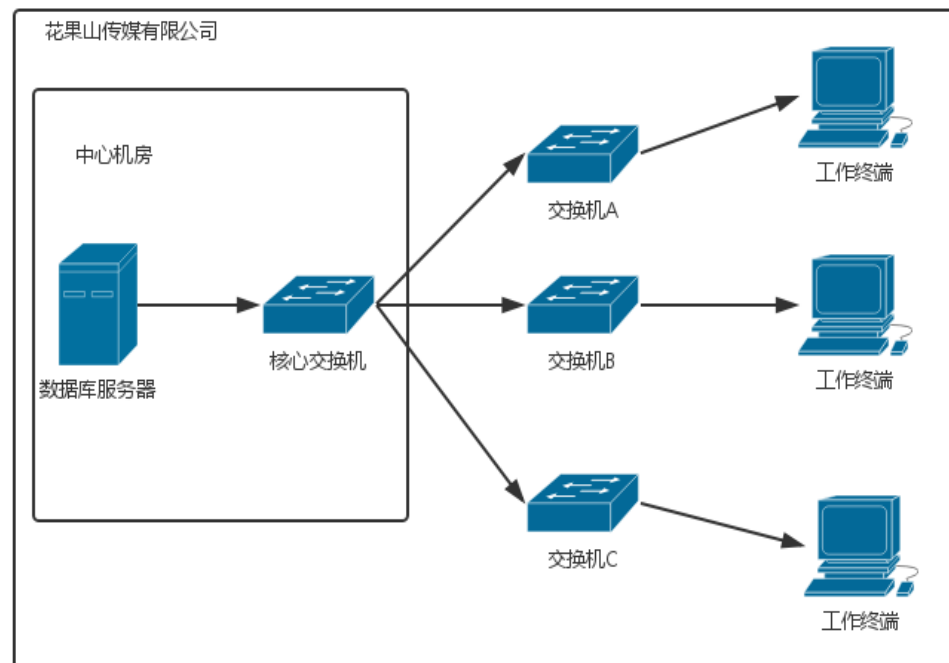 花果山传媒有限公司
中心机房
数据库服务器
核心交换机
交换机A
工作终端
交换机B
工作终端
交换机C
工作终端